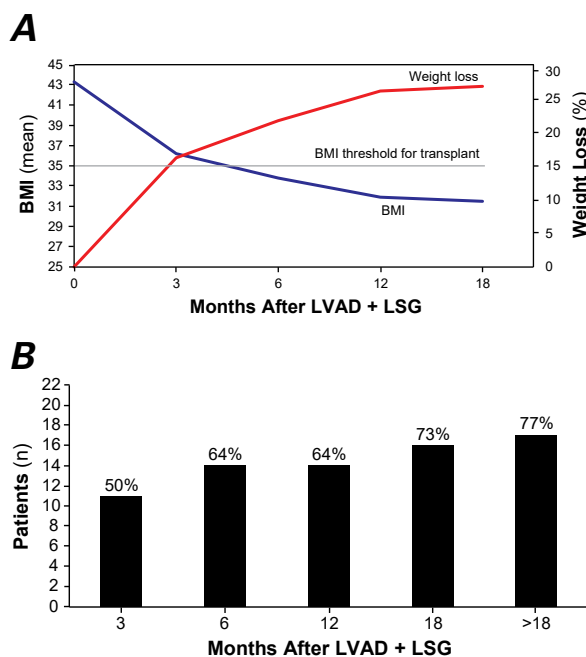 A
45
43
41
39
37
35
33
31
29
27
25
BMI (mean)
30
25
20
15
10
5
0
Weight Loss (%)
Weight loss
BMI threshold for transplant
BMI
0 3 6 12 18
Months After LVAD + LSG
B
22
20
18
16
14
12
10
8
6
4
2
0
Patients (n)
50% 64% 64% 73% 77%
3 6 12 18 >18
Months After LVAD + LSG